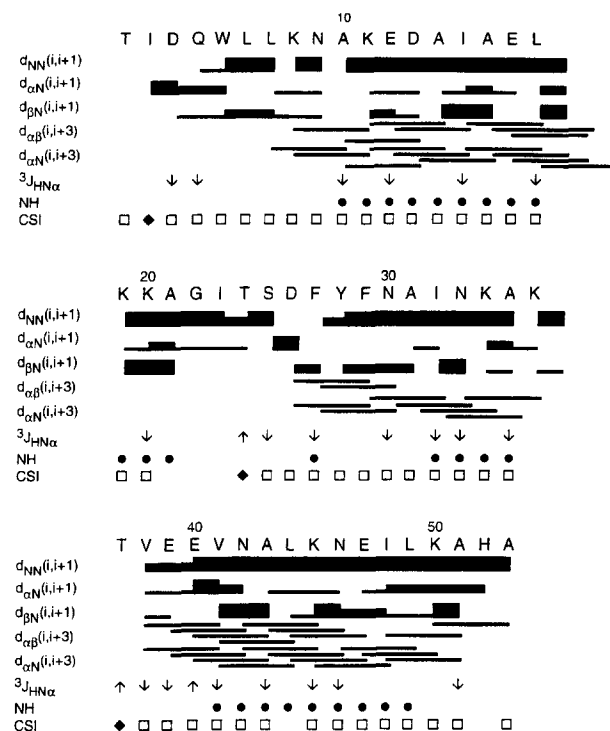 10
T I D Q W L L K N A K E D A I A E L
dNN(i,i+1)
dαN(i,i+1)
dβN(i,i+1)
dαβ(i,i+3)
dαN(i,i+3)
³JHNα
NH
CSI
20 30
K K A G I T S D F Y F N A I N K A K
dNN(i,i+1)
dαN(i,i+1)
dβN(i,i+1)
dαβ(i,i+3)
dαN(i,i+3)
³JHNα
NH
CSI
40 50
T V E E V N A L K N E I L K A H A
dNN(i,i+1)
dαN(i,i+1)
dβN(i,i+1)
dαβ(i,i+3)
dαN(i,i+3)
³JHNα
NH
CSI